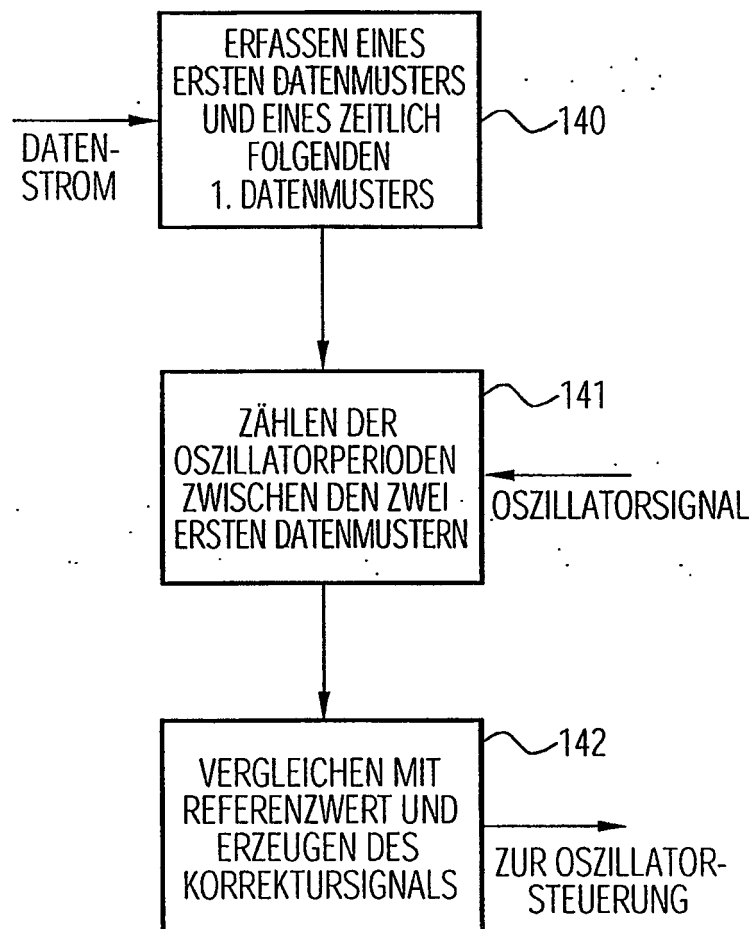 ERFASSEN EINES
ERSTEN DATENMUSTERS
UND EINES ZEITLICH
FOLGENDEN
1. DATENMUSTERS
140
DATEN-
STROM
141
ZÄHLEN DER
OSZILLATORPERIODEN
ZWISCHEN DEN ZWEI
ERSTEN DATENMUSTERN
OSZILLATORSIGNAL
142
VERGLEICHEN MIT
REFERENZWERT UND
ERZEUGEN DES
KORREKTURSIGNALS
ZUR OSZILLATOR-
STEUERUNG